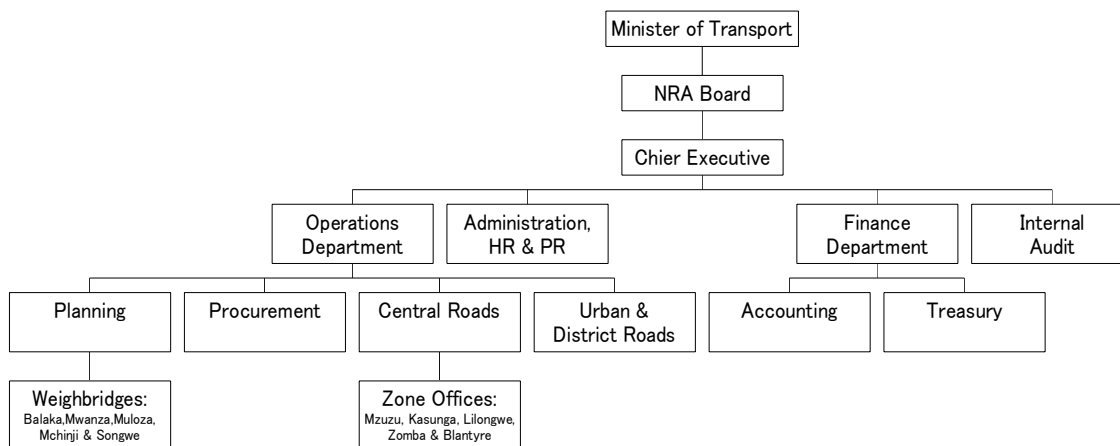 Minister of Transport
NRA Board
Chier Executive
Operations
Department
Administration,
HR & PR
Finance
Department
Internal
Audit
Planning
Procurement
Central Roads
Urban &
District Roads
Accounting
Treasury
Weighbridges:
Balaka,Mwanza,Muloza,
Mchinji & Songwe
Zone Offices:
Mzuzu, Kasunga, Lilongwe,
Zomba & Blantyre